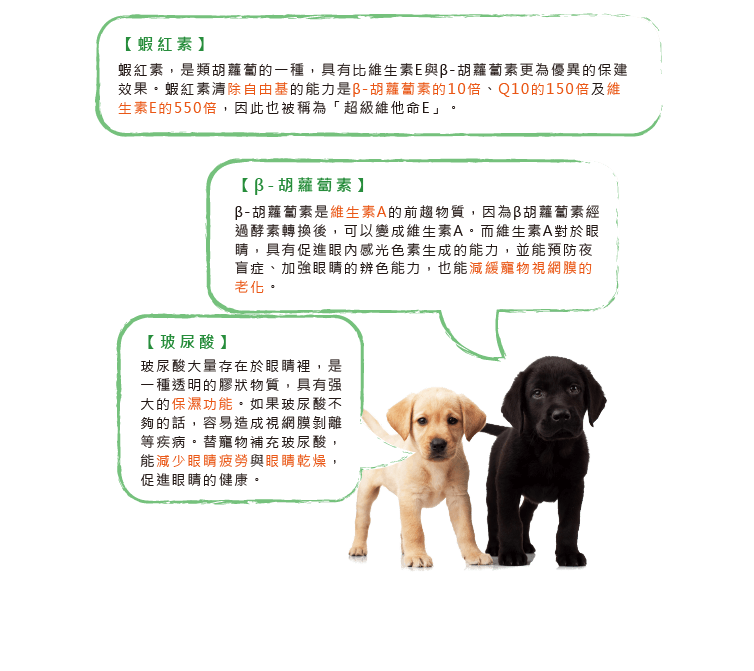 【蝦紅素】
蝦紅素，是類胡蘿蔔的一種，具有比維生素E與β-胡蘿蔔素更為優異的保建
效果。蝦紅素清除自由基的能力是β-胡蘿蔔素的10倍、Q10的150倍及維
生素E的550倍，因此也被稱為「超級維他命E」。
【β-胡蘿蔔素】
β-胡蘿蔔素是維生素A的前趨物質，因為β胡蘿蔔素經
過酵素轉換後，可以變成維生素A。而維生素A對於眼
睛，具有促進眼內感光色素生成的能力，並能預防夜
盲症、加強眼睛的辨色能力，也能減緩寵物視網膜的
老化。
【玻尿酸】
玻尿酸大量存在於眼睛裡，是
一種透明的膠狀物質，具有强
大的保濕功能。如果玻尿酸不
夠的話，容易造成視網膜剝離
等疾病。替寵物補充玻尿酸，
能減少眼睛疲勞與眼睛乾燥，
促進眼睛的健康。